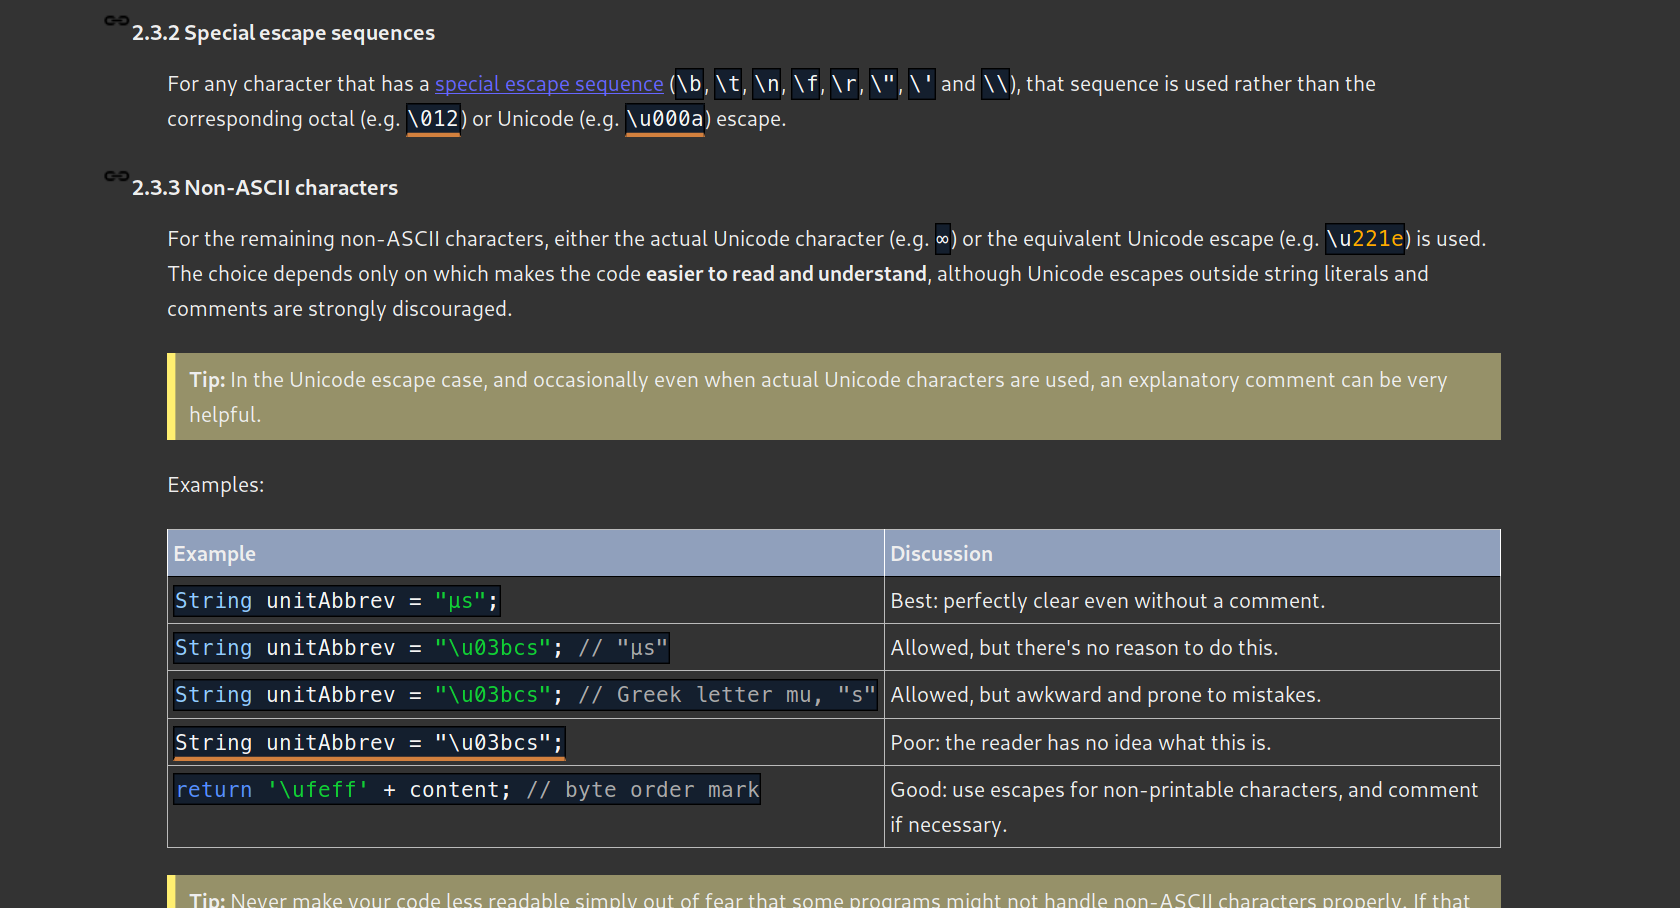 2.3.2 Special escape sequences
For any character that has a special escape sequence (\b, \t, \n, \f, \r, \", \' and \\), that sequence is used rather than the
corresponding octal (e.g. \012) or Unicode (e.g. \u000a) escape.
2.3.3 Non-ASCII characters
For the remaining non-ASCII characters, either the actual Unicode character (e.g. ∞) or the equivalent Unicode escape (e.g. \u221e) is used.
The choice depends only on which makes the code easier to read and understand, although Unicode escapes outside string literals and
comments are strongly discouraged.
Tip: In the Unicode escape case, and occasionally even when actual Unicode characters are used, an explanatory comment can be very
helpful.
Examples:
Example Discussion
String unitAbbrev = "μs"; Best: perfectly clear even without a comment.
String unitAbbrev = "\u03bcs"; // "μs" Allowed, but there's no reason to do this.
String unitAbbrev = "\u03bcs"; // Greek letter mu, "s" Allowed, but awkward and prone to mistakes.
String unitAbbrev = "\u03bcs"; Poor: the reader has no idea what this is.
return '\ufeff' + content; // byte order mark Good: use escapes for non-printable characters, and comment
if necessary.
Tip: Never make your code less readable simply out of fear that some programs might not handle non-ASCII characters properly. If that